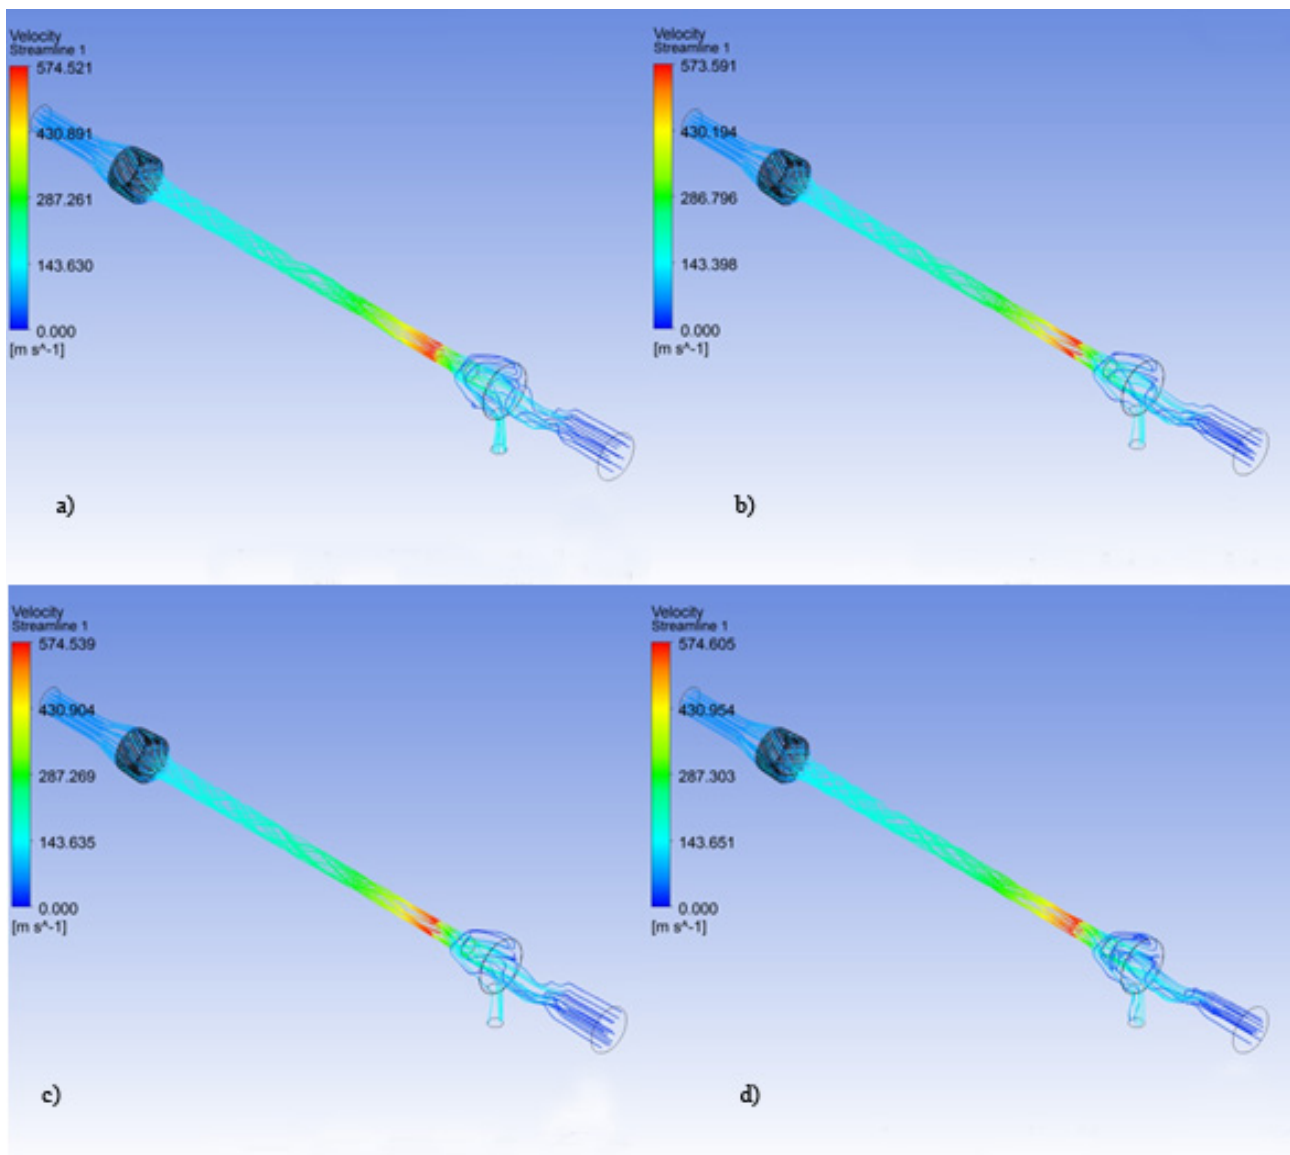 Velocity
Streamline 1
574.521
430.891
287.261
143.630
0.000
[m s^-1]
a)
Velocity
Streamline 1
573.591
430.194
286.796
143.398
0.000
[m s^-1]
b)
Velocity
Streamline 1
574.539
430.904
287.269
143.635
0.000
[m s^-1]
c)
Velocity
Streamline 1
574.605
430.954
287.303
143.651
0.000
[m s^-1]
d)